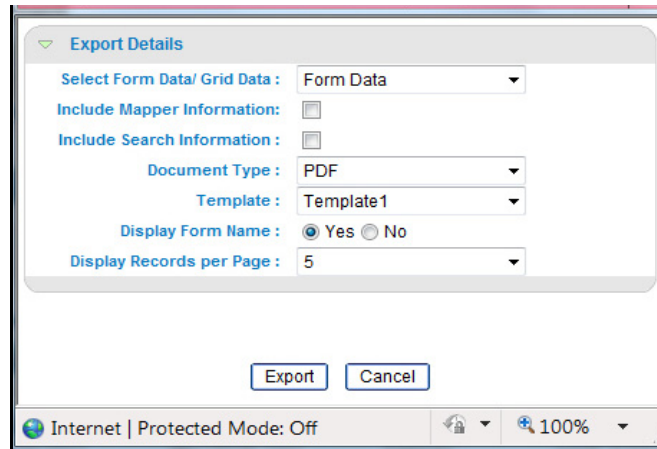 Export Details
Select Form Data/ Grid Data : Form Data
Include Mapper Information:
Include Search Information :
Document Type : PDF
Template : Template1
Display Form Name : Yes No
Display Records per Page : 5
Export Cancel
Internet | Protected Mode: Off 100%